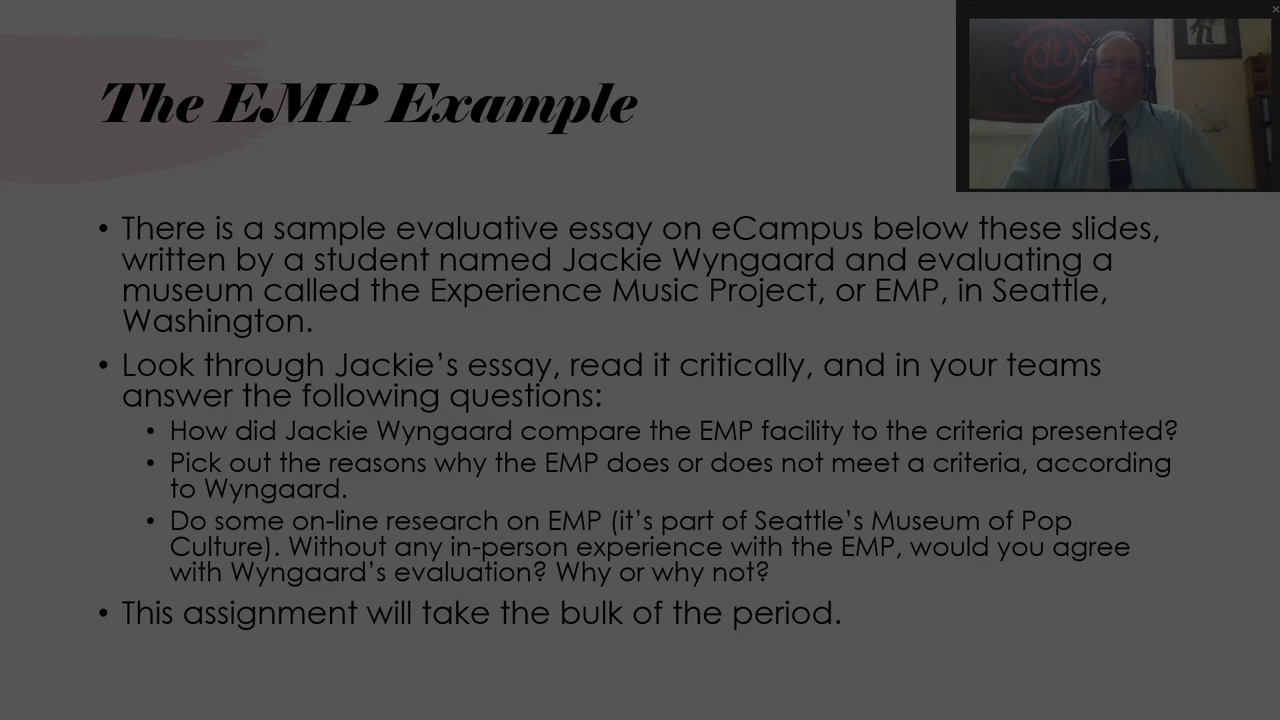 The EMP Example
• There is a sample evaluative essay on eCampus below these slides,
written by a student named Jackie Wyngaard and evaluating a
museum called the Experience Music Project, or EMP, in Seattle,
Washington.
• Look through Jackie’s essay, read it critically, and in your teams
answer the following questions:
• How did Jackie Wyngaard compare the EMP facility to the criteria presented?
• Pick out the reasons why the EMP does or does not meet a criteria, according
to Wyngaard.
• Do some on-line research on EMP (it’s part of Seattle’s Museum of Pop
Culture). Without any in-person experience with the EMP, would you agree
with Wyngaard’s evaluation? Why or why not?
• This assignment will take the bulk of the period.